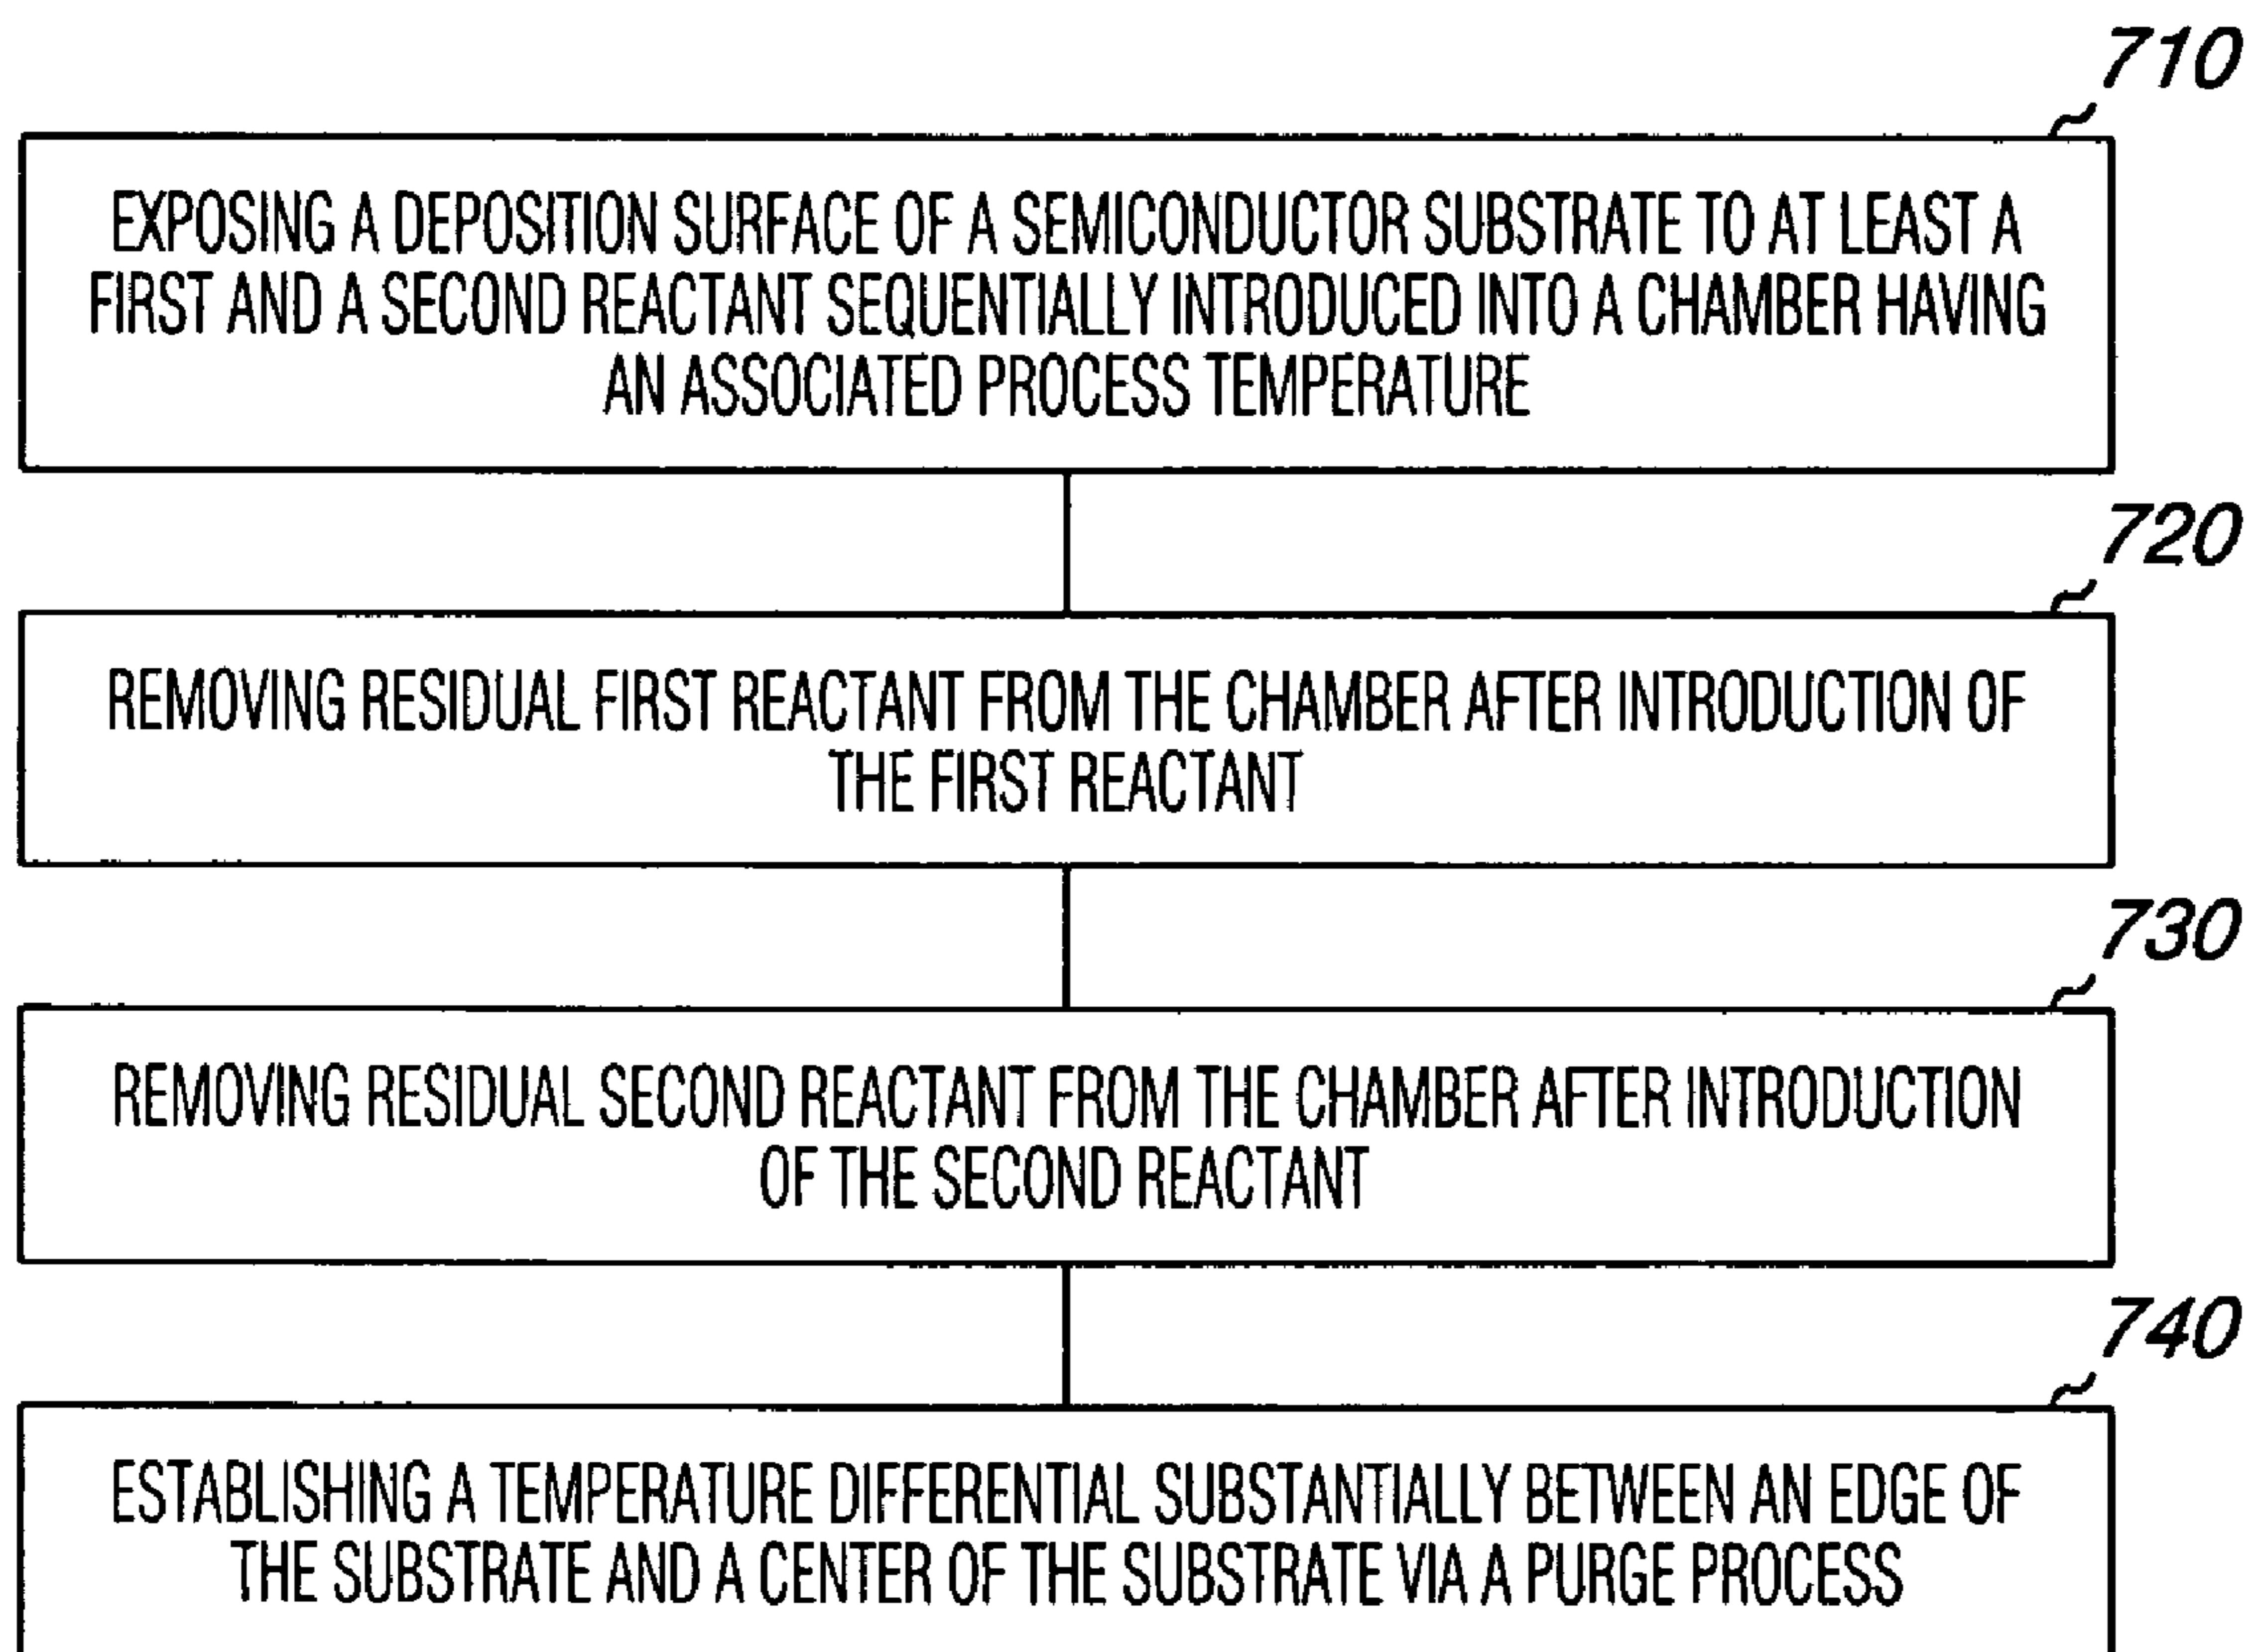 710
EXPOSING A DEPOSITION SURFACE OF A SEMICONDUCTOR SUBSTRATE TO AT LEAST A
FIRST AND A SECOND REACTANT SEQUENTIALLY INTRODUCED INTO A CHAMBER HAVING
AN ASSOCIATED PROCESS TEMPERATURE
720
REMOVING RESIDUAL FIRST REACTANT FROM THE CHAMBER AFTER INTRODUCTION OF
THE FIRST REACTANT
730
REMOVING RESIDUAL SECOND REACTANT FROM THE CHAMBER AFTER INTRODUCTION
OF THE SECOND REACTANT
740
ESTABLISHING A TEMPERATURE DIFFERENTIAL SUBSTANTIALLY BETWEEN AN EDGE OF
THE SUBSTRATE AND A CENTER OF THE SUBSTRATE VIA A PURGE PROCESS